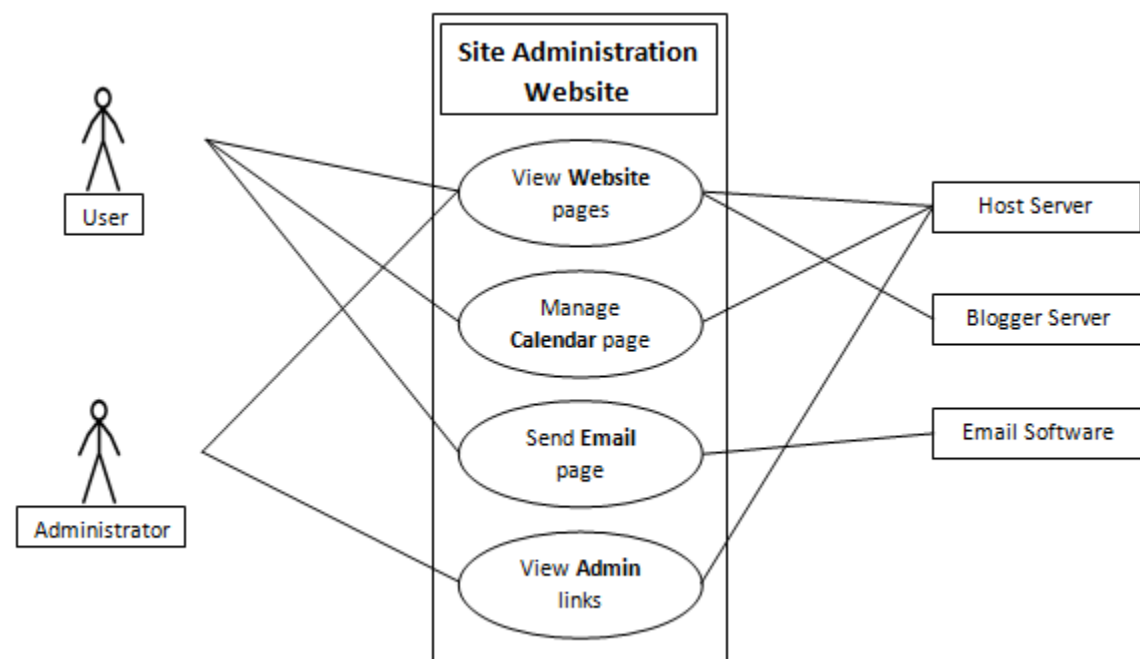 Site Administration
Website
User
View Website
pages
Host Server
Manage
Calendar page
Blogger Server
Send Email
page
Email Software
Administrator
View Admin
links